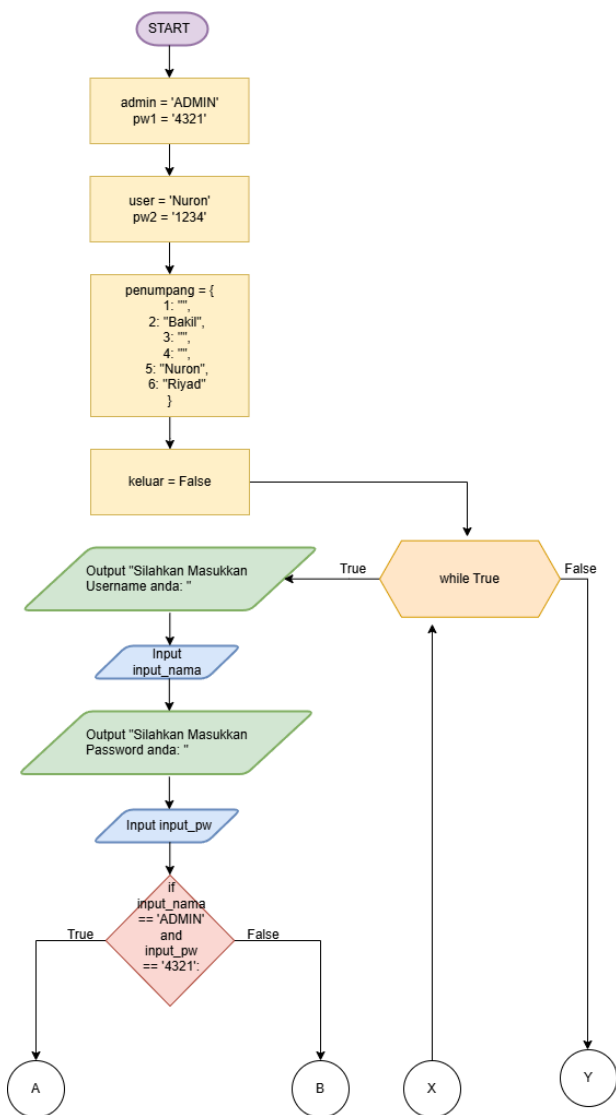 START
admin = 'ADMIN'
pw1 = '4321'
user = 'Nuron'
pw2 = '1234'
penumpang = {
1: "",
2: "Bakil",
3: "",
4: "",
5: "Nuron",
6: "Riyad"
}
keluar = False
while True
True
False
Output "Silahkan Masukkan
Username anda: "
Input
input_nama
Output "Silahkan Masukkan
Password anda: "
Input input_pw
if
input_nama
== 'ADMIN'
and
input_pw
== '4321':
True
False
A
B
X
Y